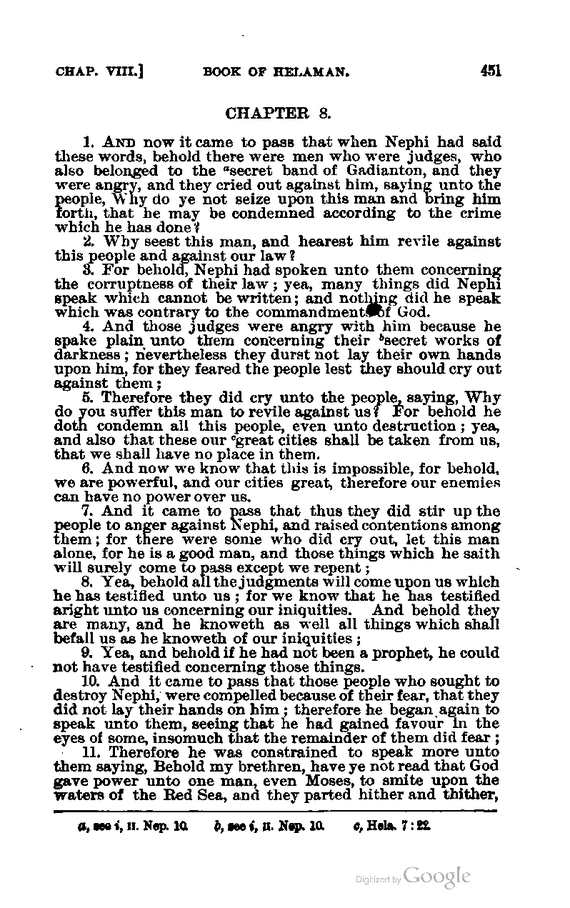 CHAP. VIII.] BOOK OF HELAMAN. 451
CHAPTER 8.
1. AND now it came to pass that when Nephi had said
these words, behold there were men who were judges, who
also belonged to the ᵃsecret band of Gadianton, and they
were angry, and they cried out against him, saying unto the
people, Why do ye not seize upon this man and bring him
forth, that he may be condemned according to the crime
which he has done?
2. Why seest this man, and hearest him revile against
this people and against our law?
3. For behold, Nephi had spoken unto them concerning
the corruptness of their law; yea, many things did Nephi
speak which cannot be written; and nothing did he speak
which was contrary to the commandment of God.
4. And those judges were angry with him because he
spake plain unto them concerning their ᵇsecret works of
darkness; nevertheless they durst not lay their own hands
upon him, for they feared the people lest they should cry out
against them;
5. Therefore they did cry unto the people, saying, Why
do you suffer this man to revile against us? For behold he
doth condemn all this people, even unto destruction; yea,
and also that these our ᶜgreat cities shall be taken from us,
that we shall have no place in them.
6. And now we know that this is impossible, for behold,
we are powerful, and our cities great, therefore our enemies
can have no power over us.
7. And it came to pass that thus they did stir up the
people to anger against Nephi, and raised contentions among
them; for there were some who did cry out, let this man
alone, for he is a good man, and those things which he saith
will surely come to pass except we repent;
8. Yea, behold all the judgments will come upon us which
he has testified unto us; for we know that he has testified
aright unto us concerning our iniquities. And behold they
are many, and he knoweth as well all things which shall
befall us as he knoweth of our iniquities;
9. Yea, and behold if he had not been a prophet, he could
not have testified concerning those things.
10. And it came to pass that those people who sought to
destroy Nephi, were compelled because of their fear, that they
did not lay their hands on him; therefore he began again to
speak unto them, seeing that he had gained favour in the
eyes of some, insomuch that the remainder of them did fear;
11. Therefore he was constrained to speak more unto
them saying, Behold my brethren, have ye not read that God
gave power unto one man, even Moses, to smite upon the
waters of the Red Sea, and they parted hither and thither,
a, see i, II. Nep. 10. b, see i, II. Nep. 10. c, Hela. 7:22
Digitized by Google